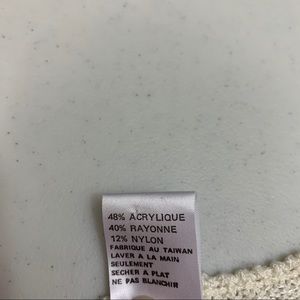 48% ACRYLIQUE
40% RAYONNE
12% NYLON
FABRIQUE AU TAIWAN
LAVER A LA MAIN
SEULEMENT
SECHER A PLAT
NE PAS BLANCHIR